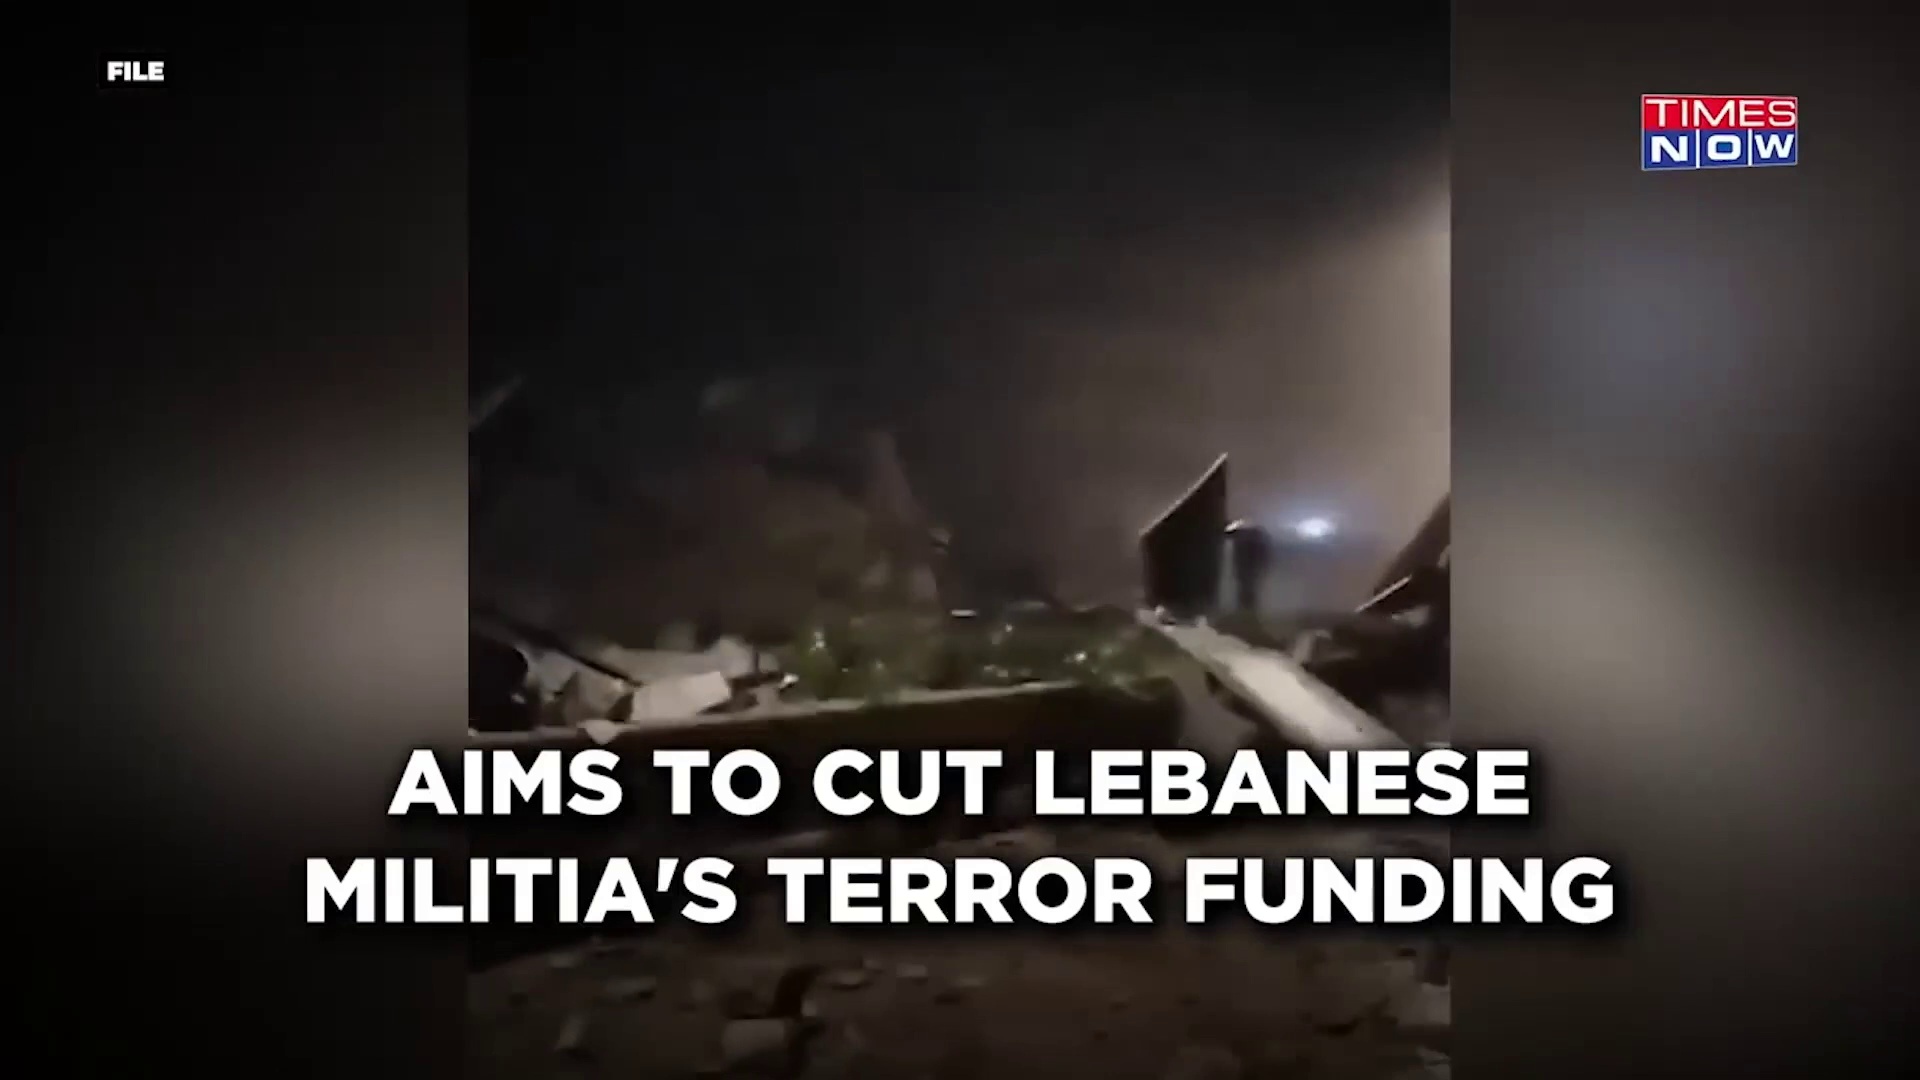 FILE
TIMES
NOW
AIMS TO CUT LEBANESE
MILITIA'S TERROR FUNDING